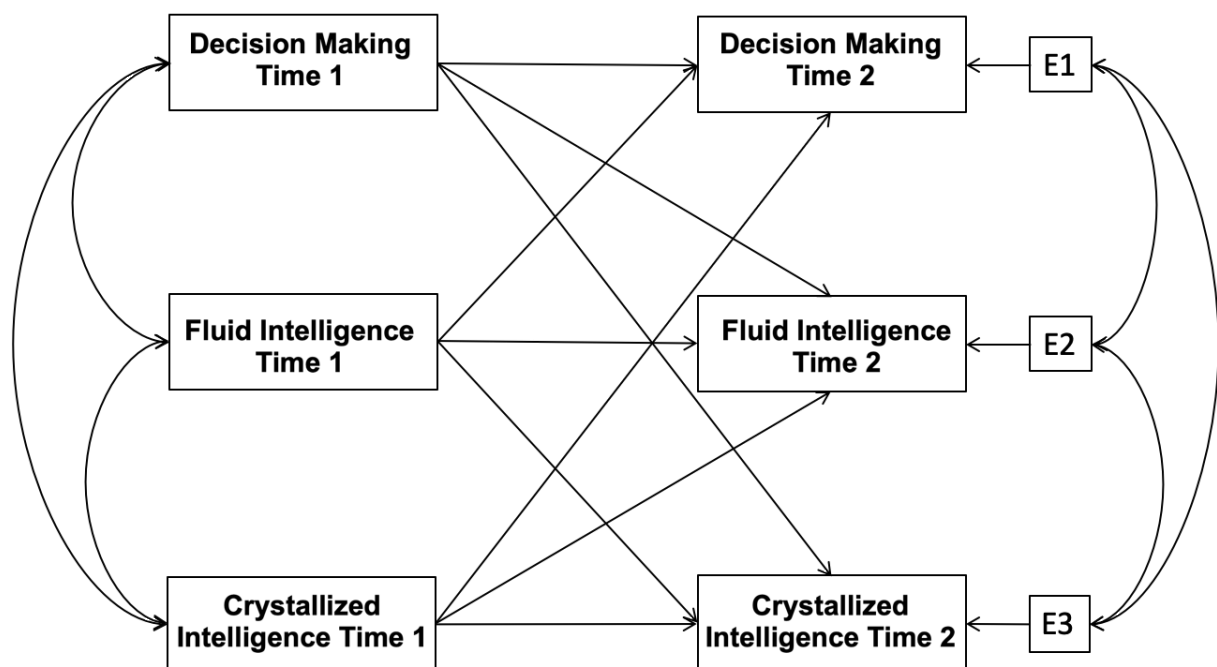 Decision Making
Time 1
Decision Making
Time 2
E1
Fluid Intelligence
Time 1
Fluid Intelligence
Time 2
E2
Crystallized
Intelligence Time 1
Crystallized
Intelligence Time 2
E3